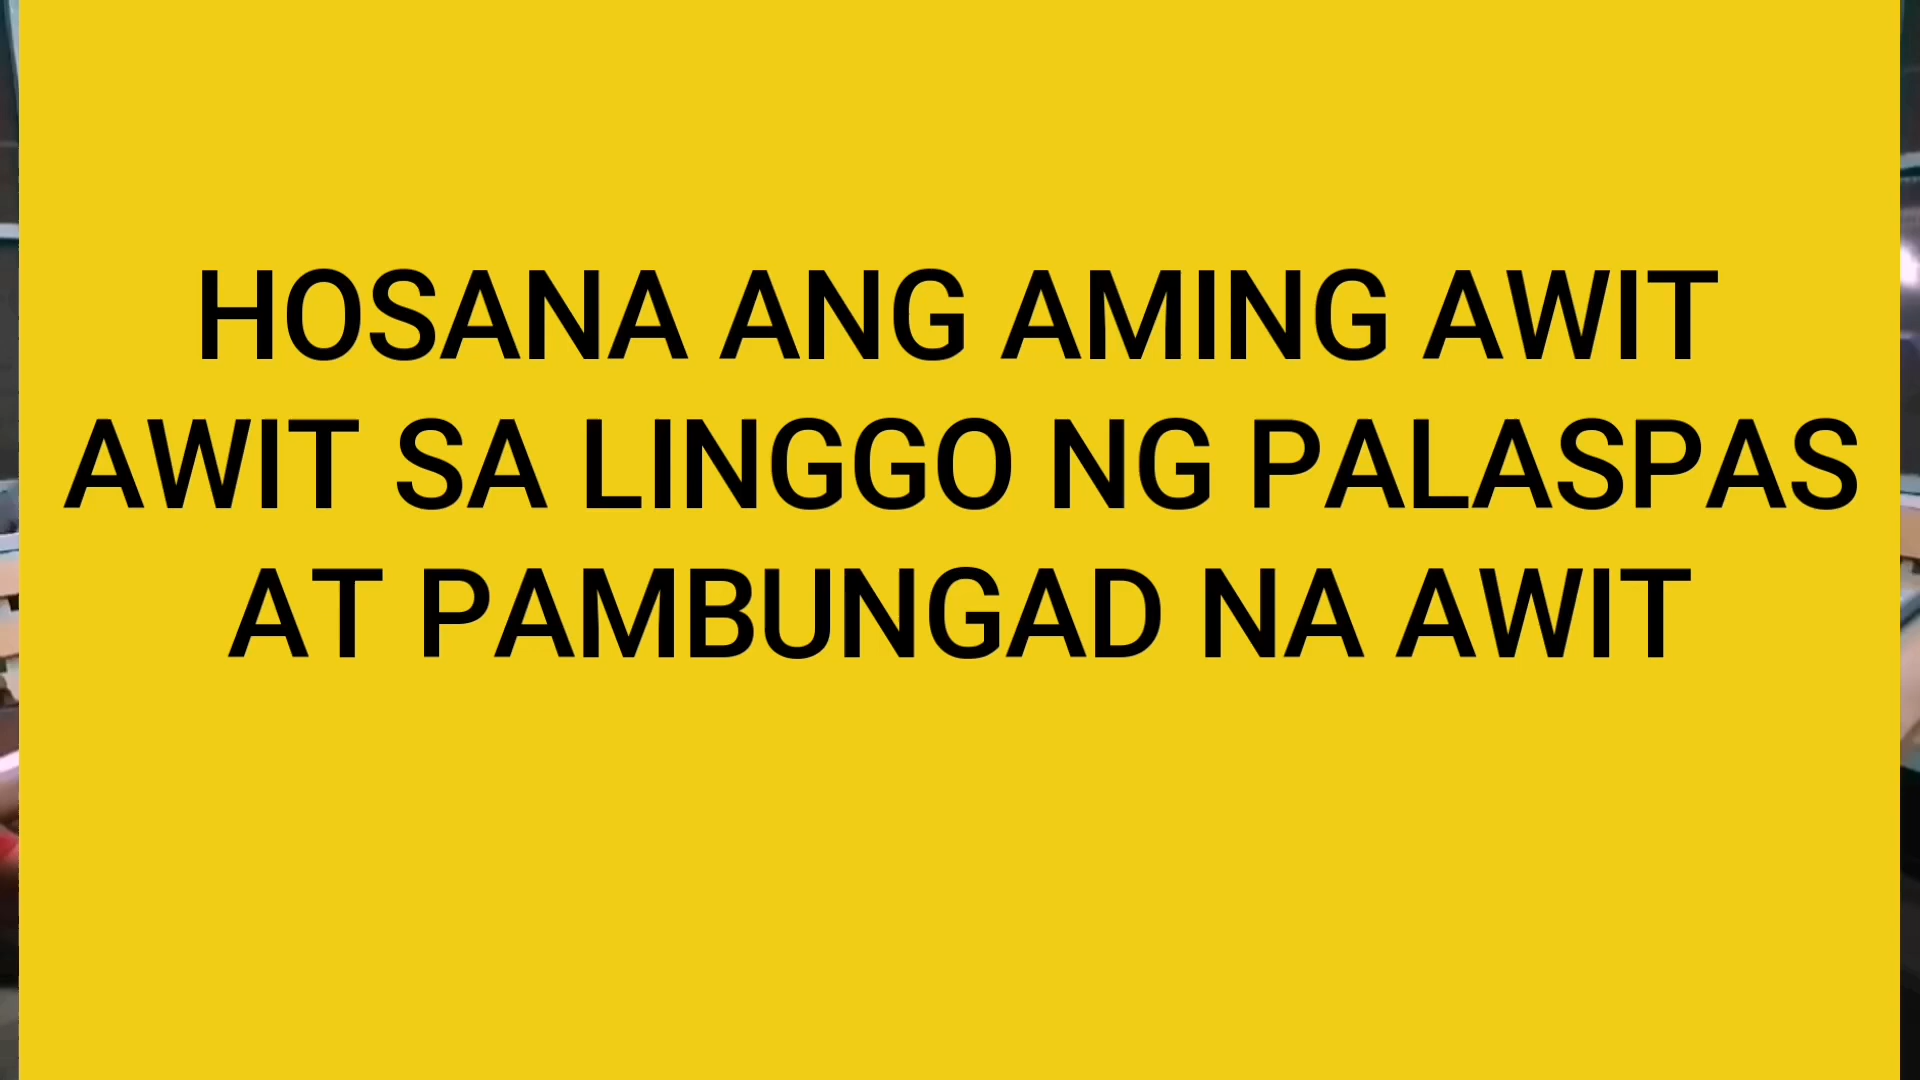 HOSANA ANG AMING AWIT
AWIT SA LINGGO NG PALASPAS
AT PAMBUNGAD NA AWIT